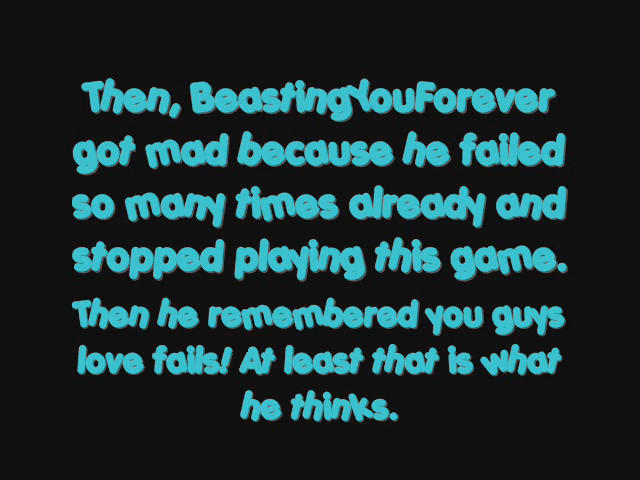 Then, BeastingYouForever
got mad because he failed
so many times already and
stopped playing this game.
Then he remembered you guys
love fails! At least that is what
he thinks.